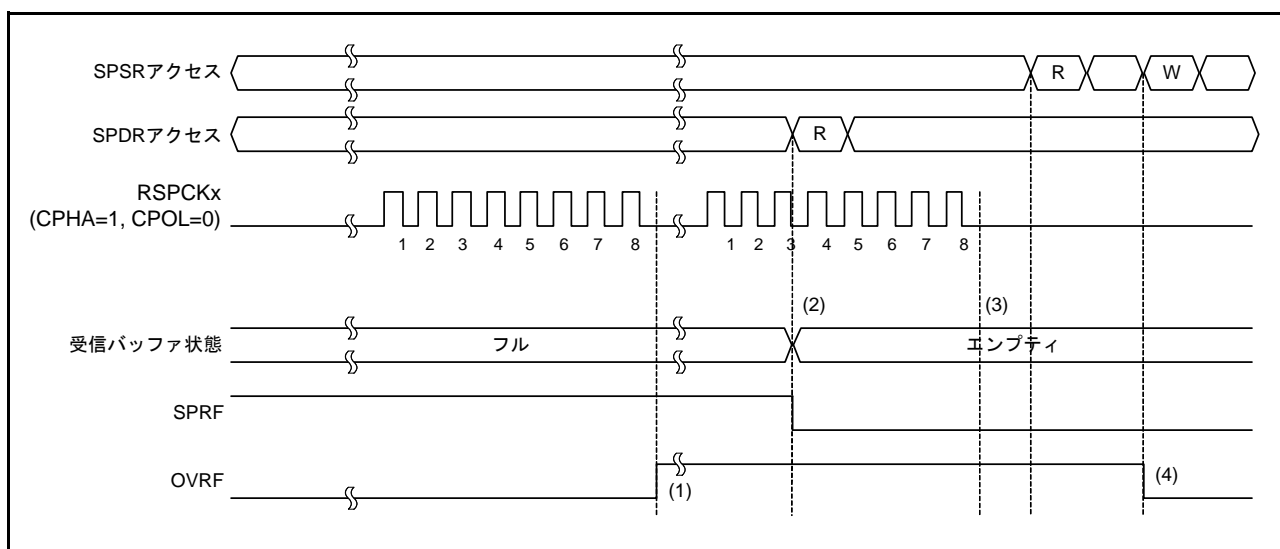 SPSRアクセス
R
W
SPDRアクセス
R
RSPCKx
(CPHA=1, CPOL=0)
1 2 3 4 5 6 7 8
1 2 3 4 5 6 7 8
(2)
(3)
受信バッファ状態
フル
エンプティ
SPRF
OVRF
(1)
(4)